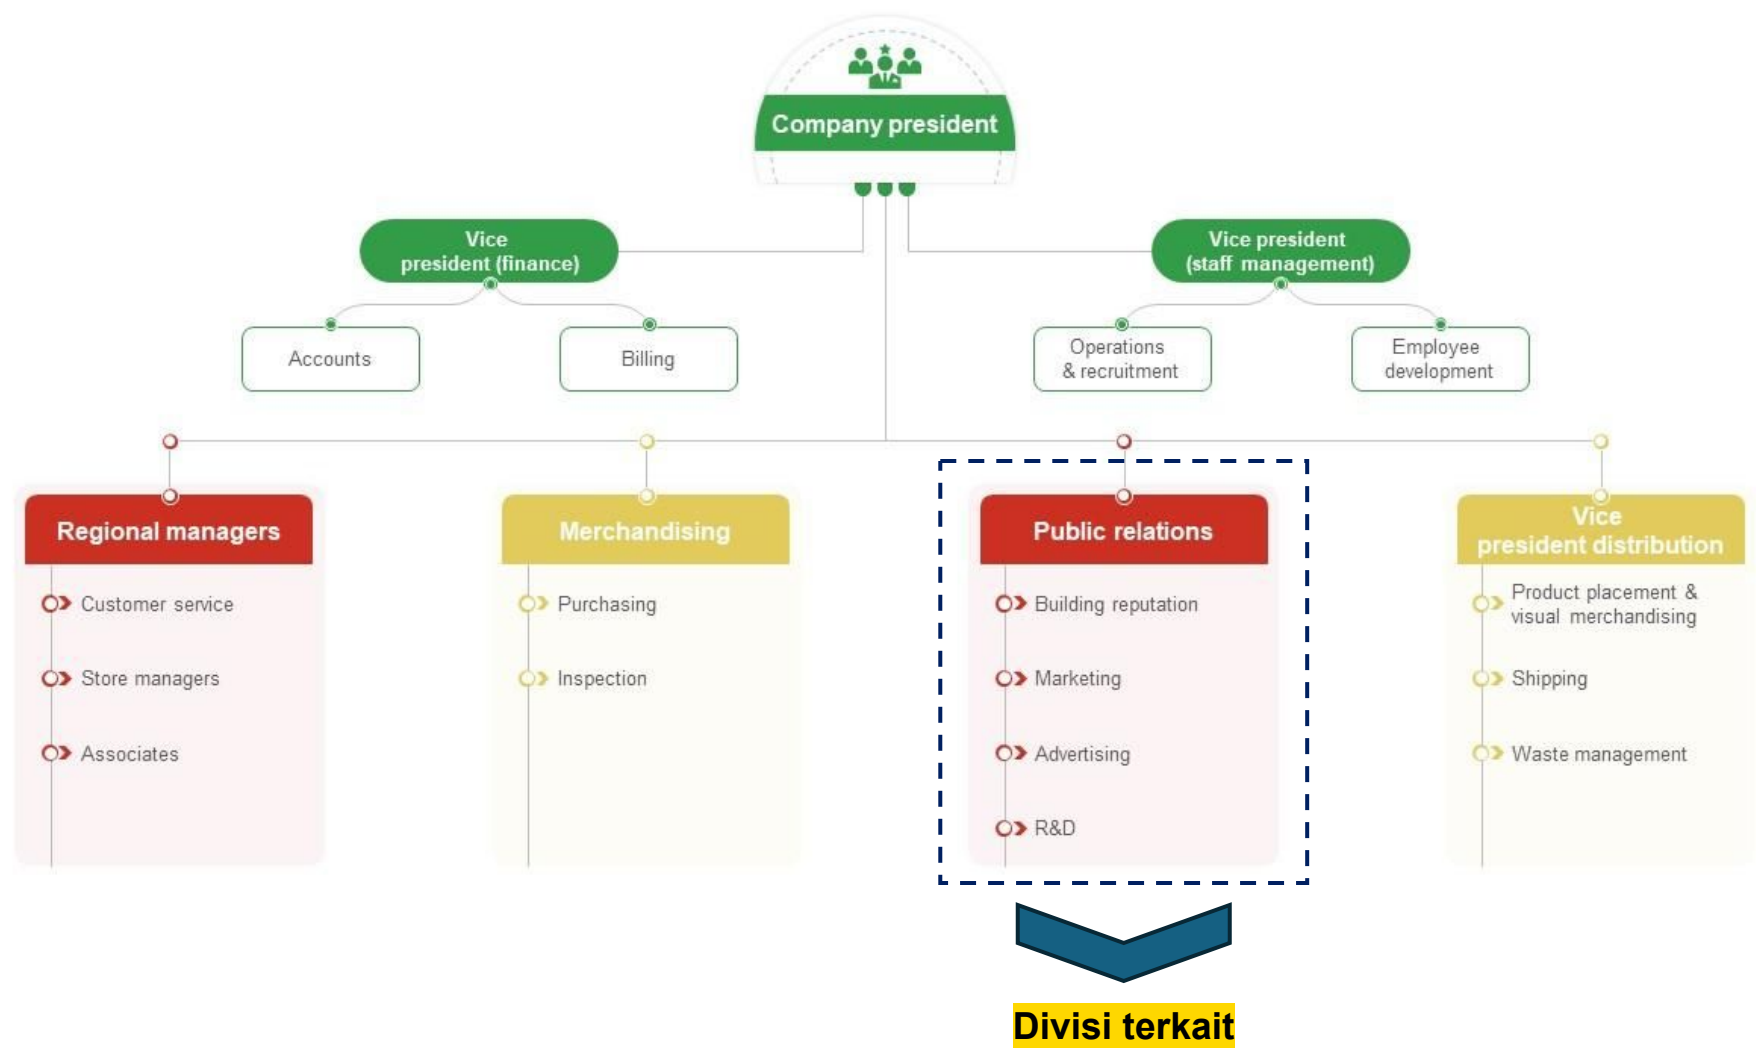 Company president
Vice
president (finance)
Vice president
(staff management)
Accounts
Billing
Operations
& recruitment
Employee
development
Regional managers
Customer service
Store managers
Associates
Merchandising
Purchasing
Inspection
Public relations
Building reputation
Marketing
Advertising
R&D
Vice
president distribution
Product placement &
visual merchandising
Shipping
Waste management
Divisi terkait